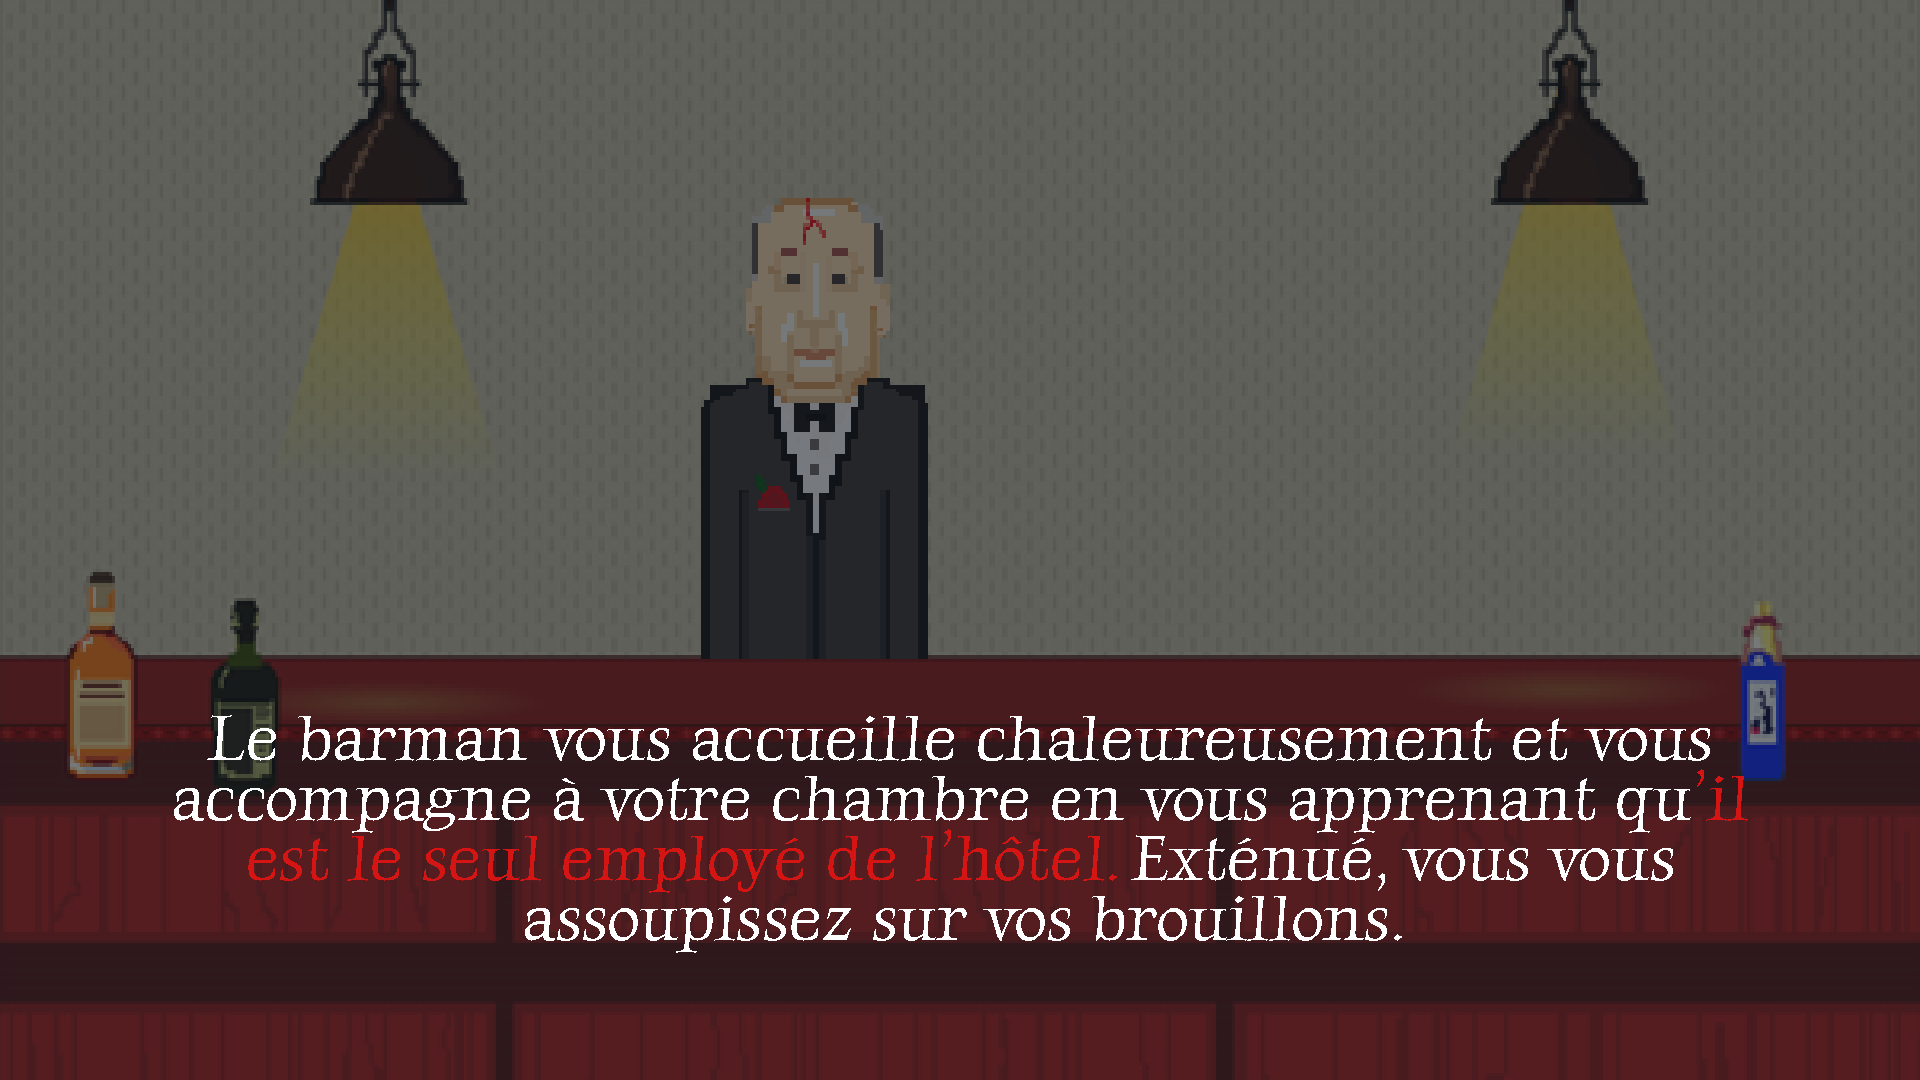 Le barman vous accueille chaleureusement et vous
accompagne à votre chambre en vous apprenant qu'il
est le seul employé de l'hôtel. Exténué, vous vous
assoupissez sur vos brouillons.